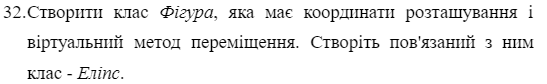 32.Створити клас Фігура, яка має координати розташування і
віртуальний метод переміщення. Створіть пов'язаний з ним
клас - Еліпс.